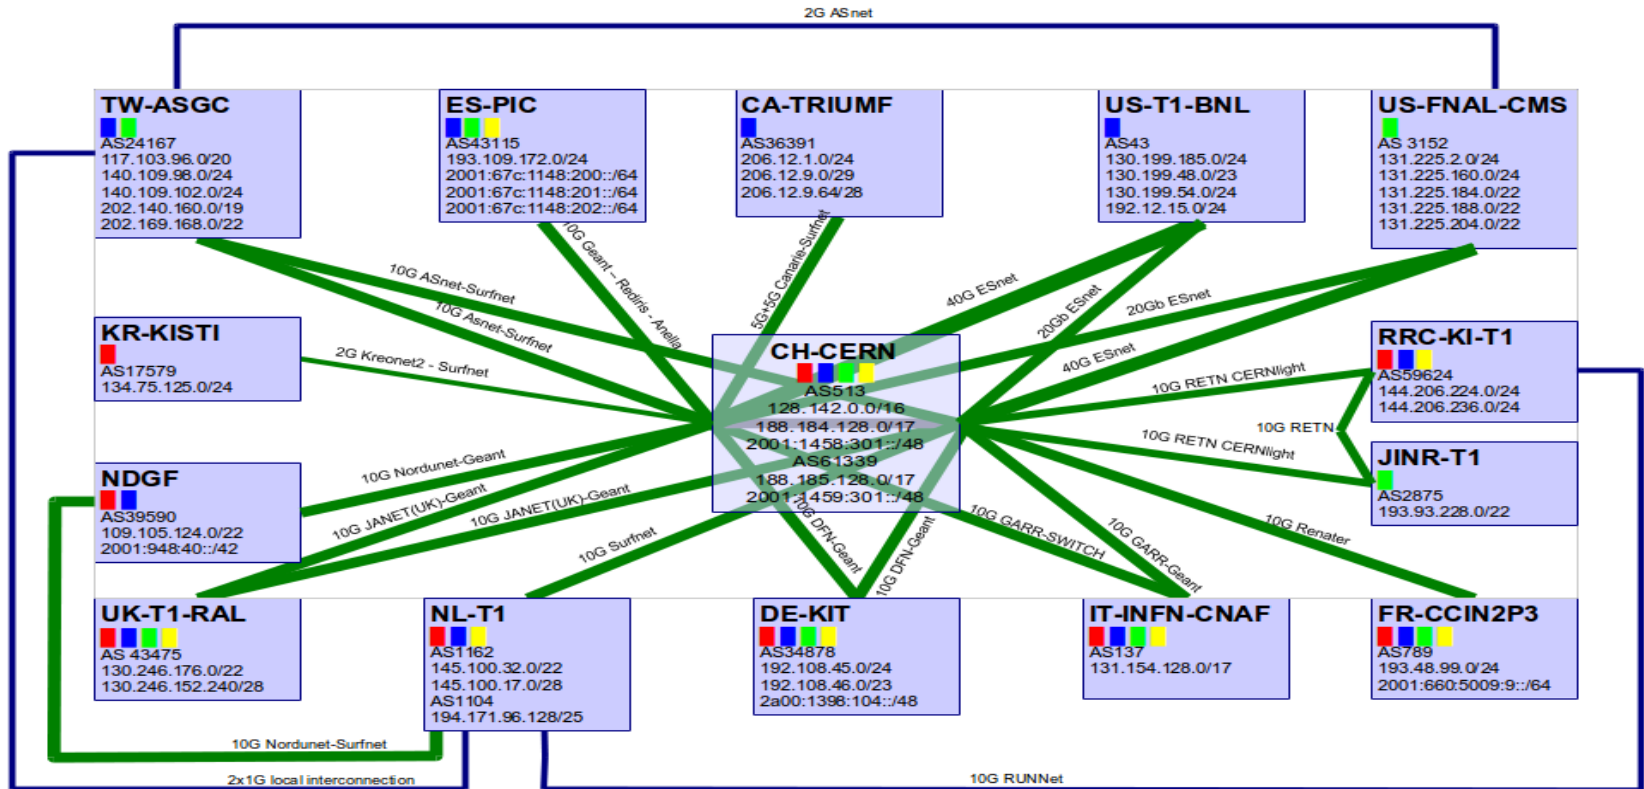 2G ASnet
TW-ASGC
AS24167
117.103.96.0/20
140.109.98.0/24
140.109.102.0/24
202.140.160.0/19
202.169.168.0/22
ES-PIC
AS43115
193.109.172.0/24
2001:67c:1148:200::/64
2001:67c:1148:201::/64
2001:67c:1148:202::/64
CA-TRIUMF
AS36391
206.12.1.0/24
206.12.9.0/29
206.12.9.64/28
US-T1-BNL
AS43
130.199.185.0/24
130.199.48.0/23
130.199.54.0/24
192.12.15.0/24
US-FNAL-CMS
AS 3152
131.225.2.0/24
131.225.160.0/24
131.225.184.0/22
131.225.188.0/22
131.225.204.0/22
10G ASnet-Surfnet
10G Asnet-Surfnet
10G Geant – Rediris - Anella
5G+5G Canarie-Surfnet
40G ESnet
20Gb ESnet
20Gb ESnet
40G ESnet
KR-KISTI
AS17579
134.75.125.0/24
2G Kreonet2 - Surfnet
CH-CERN
AS513
128.142.0.0/16
188.184.128.0/17
2001:1458:301::/48
AS61339
188.185.128.0/17
2001:1459:301::/48
10G RETN CERNlight
10G RETN
10G RETN CERNlight
RRC-KI-T1
AS59624
144.206.224.0/24
144.206.236.0/24
JINR-T1
AS2875
193.93.228.0/22
NDGF
AS39590
109.105.124.0/22
2001:948:40::/42
10G Nordunet-Geant
10G JANET(UK)-Geant
10G JANET(UK)-Geant
10G Surfnet
10G DFN-Geant
10G DFN-Geant
10G GARR-SWITCH
10G GARR-Geant
10G Renater
UK-T1-RAL
AS 43475
130.246.176.0/22
130.246.152.240/28
NL-T1
AS1162
145.100.32.0/22
145.100.17.0/28
AS1104
194.171.96.128/25
DE-KIT
AS34878
192.108.45.0/24
192.108.46.0/23
2a00:1398:104::/48
IT-INFN-CNAF
AS137
131.154.128.0/17
FR-CCIN2P3
AS789
193.48.99.0/24
2001:660:5009:9::/64
10G Nordunet-Surfnet
2x1G local interconnection
10G RUNNet